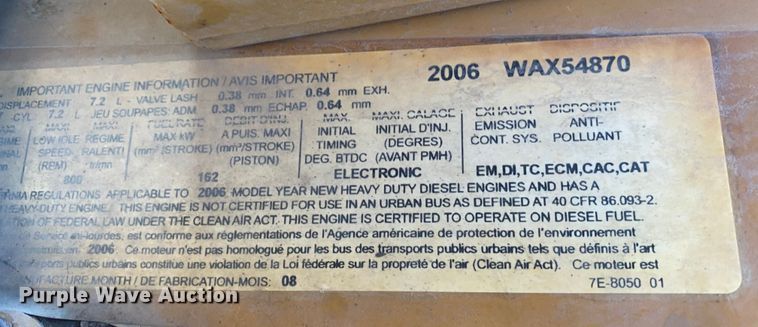 IMPORTANT ENGINE INFORMATION / AVIS IMPORTANT 2006 WAX54870
DISPLACEMENT 7.2 L - VALVE LASH 0.38 mm INT. 0.64 mm EXH.
CYL 7.2 L JEU SOUPAPES: ADM 0.38 mm ECHAP. 0.64 mm
MAXI MAXI FUEL RATE DEBIT D'INJ. MAX. MAXI. CALAGE EXHAUST DISPOSITIF
LOW IDLE REGIME MAX kW A PUIS. MAXI INITIAL INITIAL D'INJ. EMISSION ANTI-
SPEED RALENTI (mm³/STROKE) (mm³/STROKE) TIMING (DEGRES) CONT. SYS. POLLUANT
(RPM) tr/mn (PISTON) DEG. BTDC (AVANT PMH)
800 162 ELECTRONIC EM,DI,TC,ECM,CAC,CAT
REGULATIONS APPLICABLE TO 2006 MODEL YEAR NEW HEAVY DUTY DIESEL ENGINES AND HAS A
HEAVY-DUTY ENGINE. THIS ENGINE IS NOT CERTIFIED FOR USE IN AN URBAN BUS AS DEFINED AT 40 CFR 86.093-2.
OF FEDERAL LAW UNDER THE CLEAN AIR ACT. THIS ENGINE IS CERTIFIED TO OPERATE ON DIESEL FUEL.
Service lourdes, est conforme aux réglementations de l'Agence américaine de protection de l'environnement
2006 Ce moteur n'est pas homologué pour les bus des transports publics urbains tels que définis à l'art
transports publics urbains constitue une violation de la Loi fédérale sur la propreté de l'air (Clean Air Act). Ce moteur est
MONTH / DE FABRICATION-MOIS: 08 7E-8050 01
Purple Wave Auction